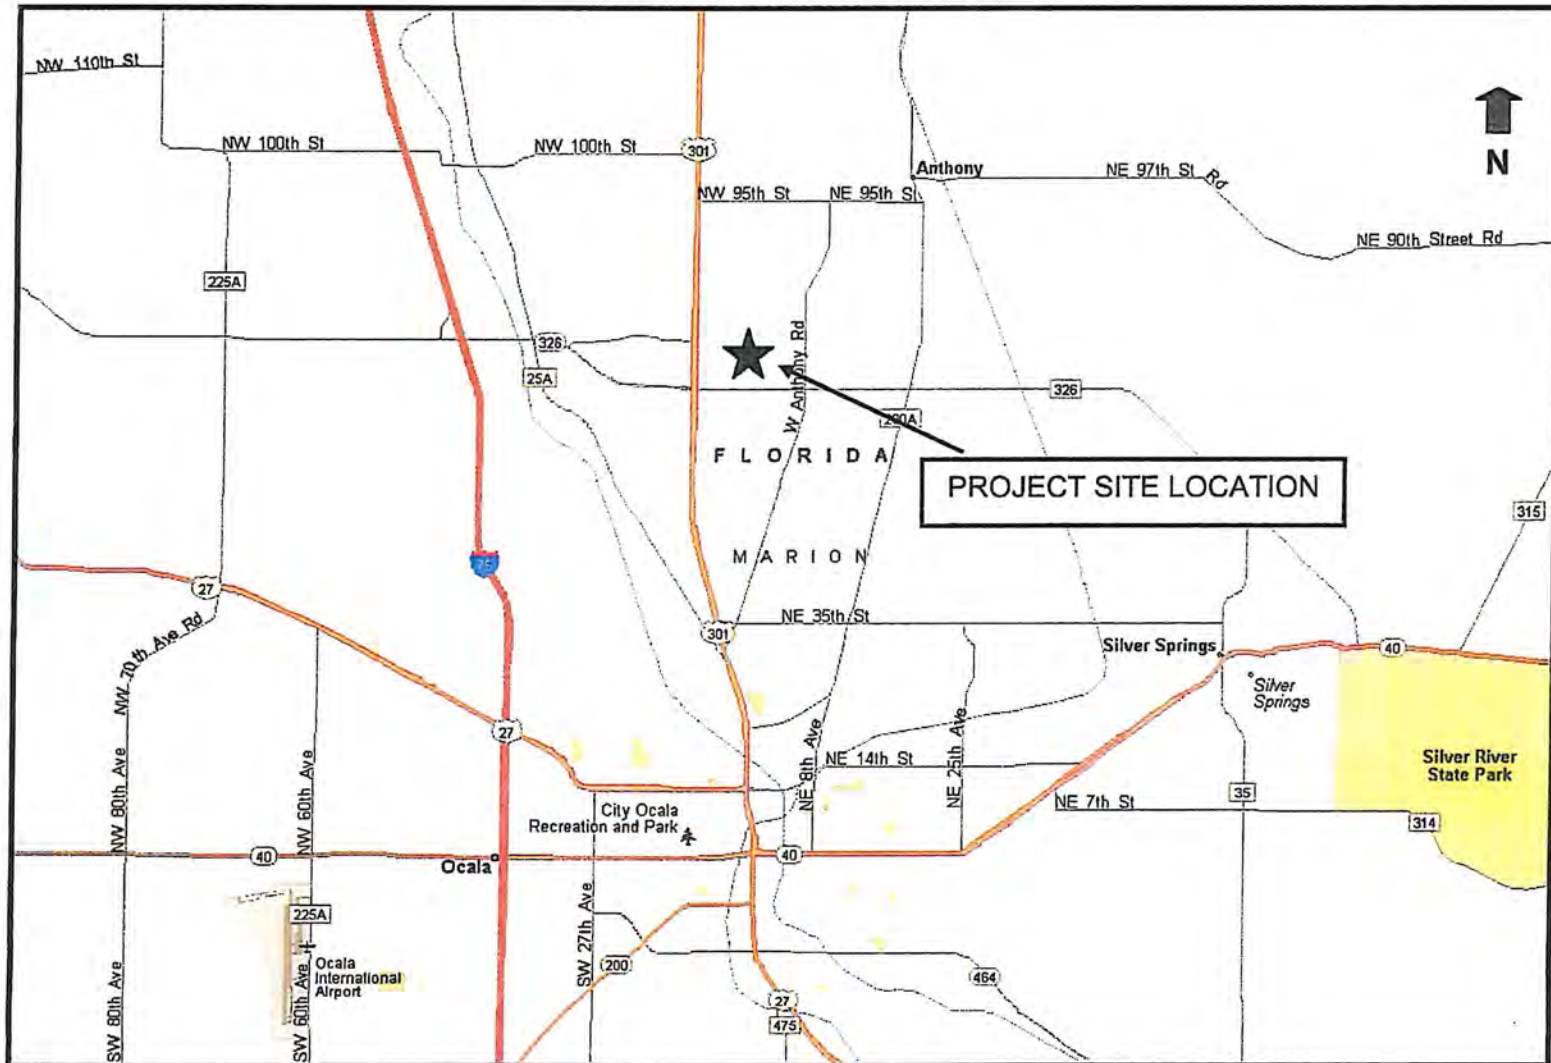 NW 110th St
NW 100th St
NW 100th St
301
Anthony
NE 97th St Rd
N
NW 95th St
NE 95th S
NE 90th Street Rd
225A
326
25A
W Anthony Rd
326
FLORIDA
PROJECT SITE LOCATION
315
MARION
75
27
NE 35th St
301
NW 70th Ave Rd
Silver Springs
40
Silver
Springs
27
NE 8th Ave
NE 25th Ave
NE 14th St
Silver River
State Park
NW 80th Ave
NW 60th Ave
City Ocala
Recreation and Park
NE 7th St
35
314
40
Ocala
40
225A
SW 27th Ave
Ocala
International
Airport
SW 80th Ave
SW 60th Ave
200
464
27
475